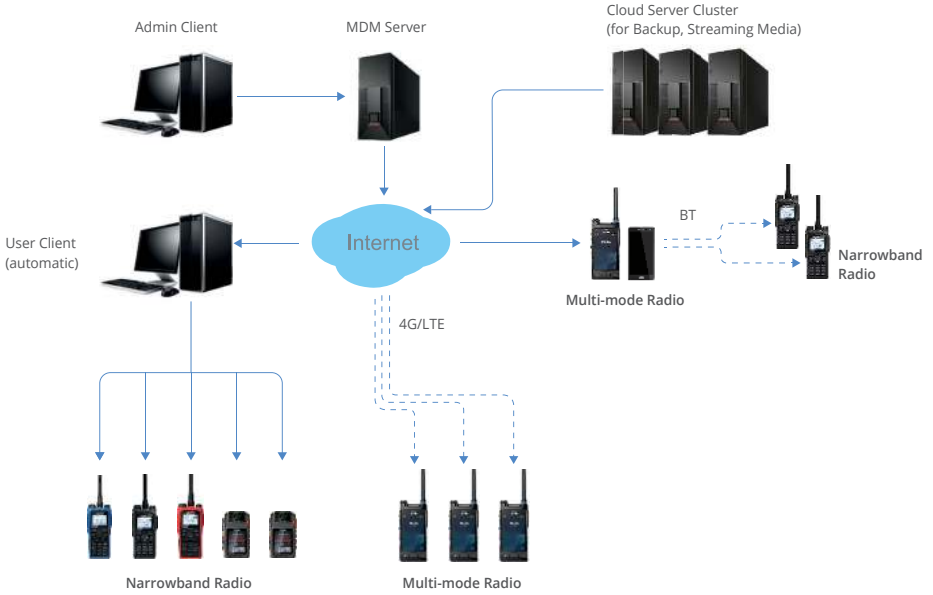 Admin Client
MDM Server
Cloud Server Cluster
(for Backup, Streaming Media)
User Client
(automatic)
Internet
BT
Narrowband
Radio
Multi-mode Radio
4G/LTE
Narrowband Radio
Multi-mode Radio